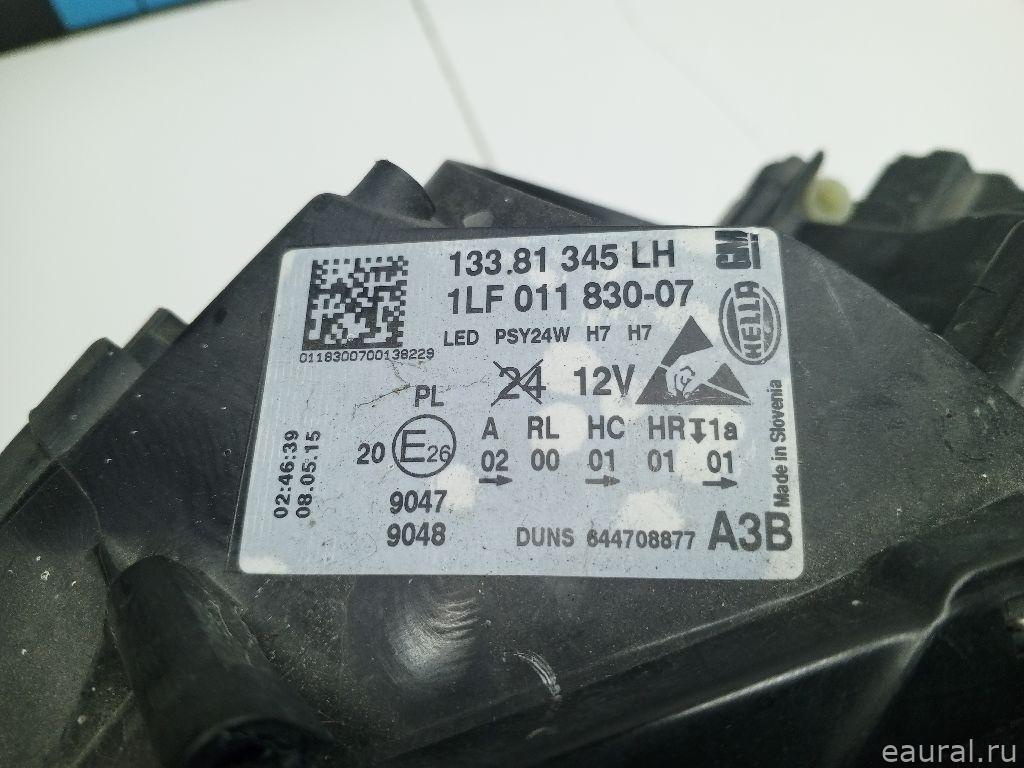 133.81 345 LH GM
1LF 011 830-07
HELLA
LED PSY24W H7 H7
01183000700138229
24 12V
PL
A RL HC HR 1a
20 E26 02 00 01 01 01
9047
9048
DUNS 644708877 A3B
02:46:39
08.05.15
Made in Slovenia
eaural.ru